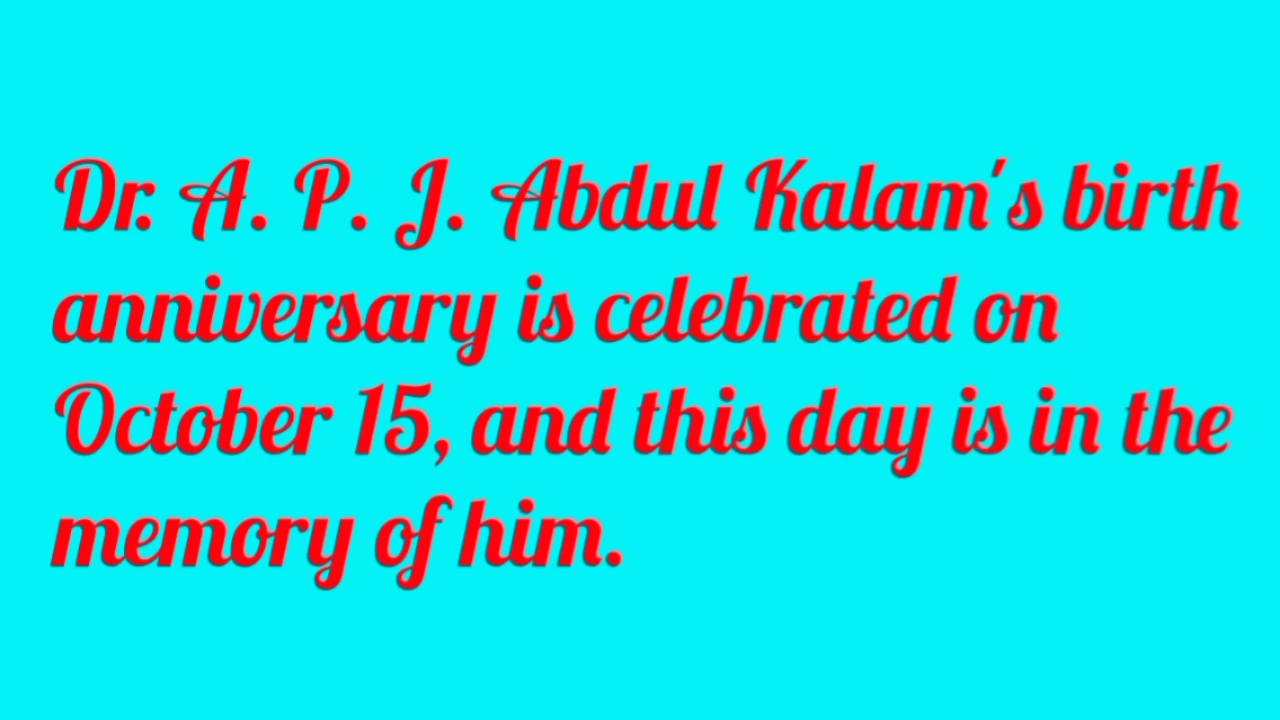 Dr. A. P. J. Abdul Kalam's birth
anniversary is celebrated on
October 15, and this day is in the
memory of him.